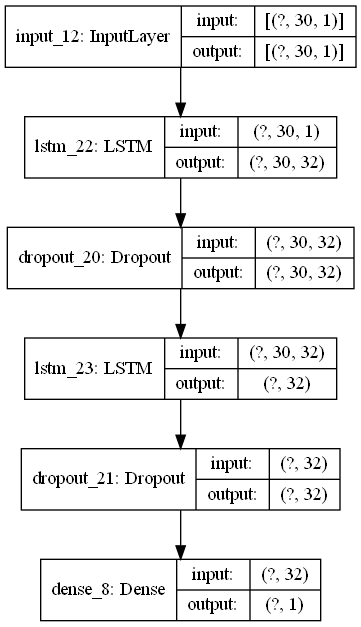 input_12: InputLayer
input: [(?, 30, 1)]
output: [(?, 30, 1)]
lstm_22: LSTM
input: (?, 30, 1)
output: (?, 30, 32)
dropout_20: Dropout
input: (?, 30, 32)
output: (?, 30, 32)
lstm_23: LSTM
input: (?, 30, 32)
output: (?, 32)
dropout_21: Dropout
input: (?, 32)
output: (?, 32)
dense_8: Dense
input: (?, 32)
output: (?, 1)